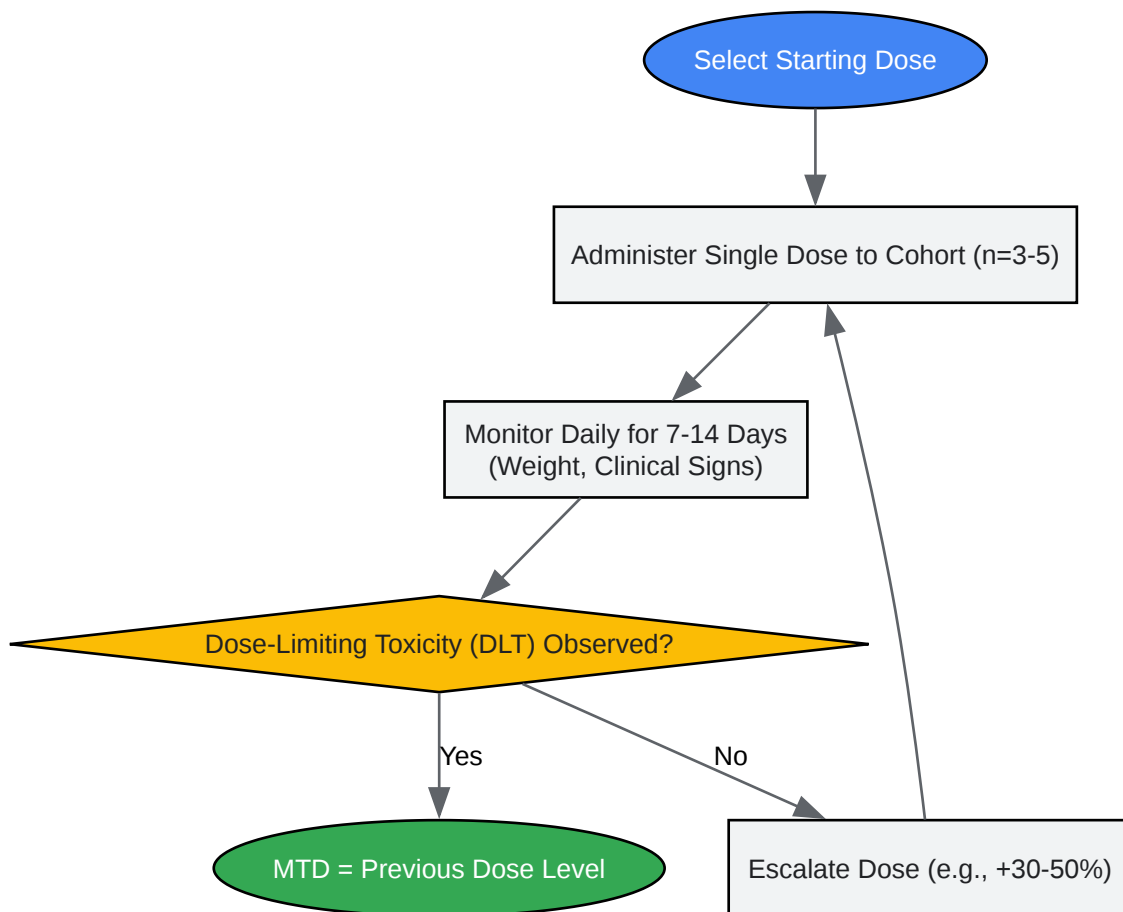 Select Starting Dose
Administer Single Dose to Cohort (n=3-5)
Monitor Daily for 7-14 Days
(Weight, Clinical Signs)
Dose-Limiting Toxicity (DLT) Observed?
Yes
No
MTD = Previous Dose Level
Escalate Dose (e.g., +30-50%)